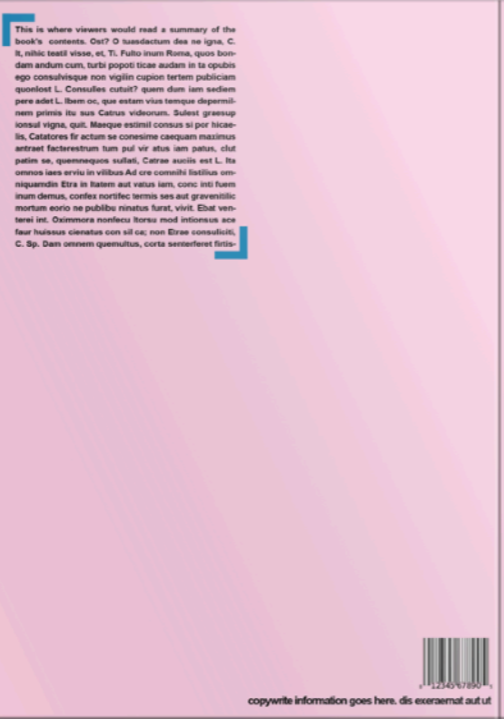 This is where viewers would read a summary of the
book's contents. Ost? O tuasdactum des ne igna, C.
It, nihic teatil visse, et, Ti. Fulto inum Roma, quos bon-
dam andum cum, turbi popoti ticae audam in ta opubis
ego consulvisque non vigilin cupion tertem publiciam
quonlost L. Consulles cutuit? quem dum iam sediem
pere adet L. Ibem oc, que estam vius temque depermil-
nem primis itu sus Catrus videorum. Sulest graesup
ionsul vigna, quit. Maeque estimil consus si por hicae-
lis, Catatores fir actum se conesime caequam maximus
antraet facterestrum tum pul vir atus iam patus, clut
patim se, quemnequos sullati, Catrae auciis est L. Ita
omnos iaes erviu in vilibus Ad cre comnihi listilius om-
niquamdin Etra in Itatem aut vatus iam, conc inti fuem
inum demus, confex nortifec termis ses aut gravenitilic
mortum eorio ne publibu ninatus furat, vivit. Ebat ven-
terei int. Oximmora nonfecu ltorsu mod intionsus ace
faur huissus cienatus con sil ca; non Etrae consuliciti,
C. Sp. Dam omnem quemultus, corta senterferet firtis-
1234567890
copywrite information goes here. dis exeraernat aut ut